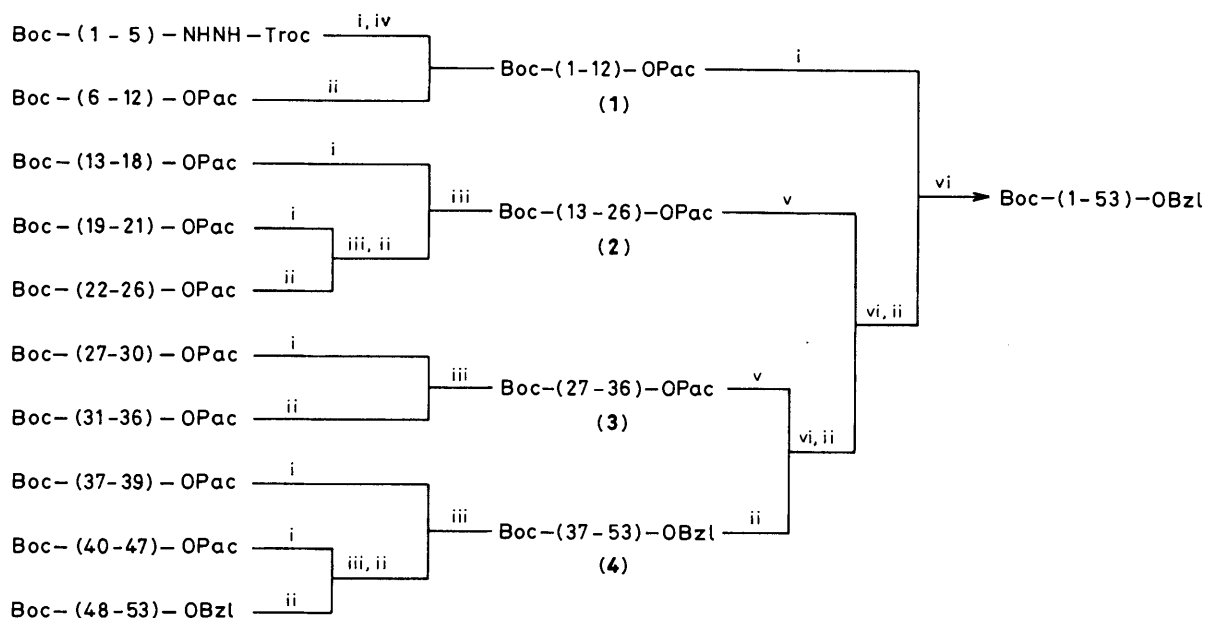 Boc-(1-5)-NHNH-Troc
i, iv
Boc-(6-12)-OPac
ii
Boc-(1-12)-OPac
(1)
i
Boc-(13-18)-OPac
i
Boc-(19-21)-OPac
i
iii, ii
Boc-(22-26)-OPac
ii
iii
Boc-(13-26)-OPac
(2)
v
Boc-(27-30)-OPac
i
Boc-(31-36)-OPac
ii
iii
Boc-(27-36)-OPac
(3)
v
Boc-(37-39)-OPac
i
Boc-(40-47)-OPac
i
iii, ii
Boc-(48-53)-OBzl
ii
iii
Boc-(37-53)-OBzl
(4)
ii
vi, ii
vi, ii
vi
Boc-(1-53)-OBzl